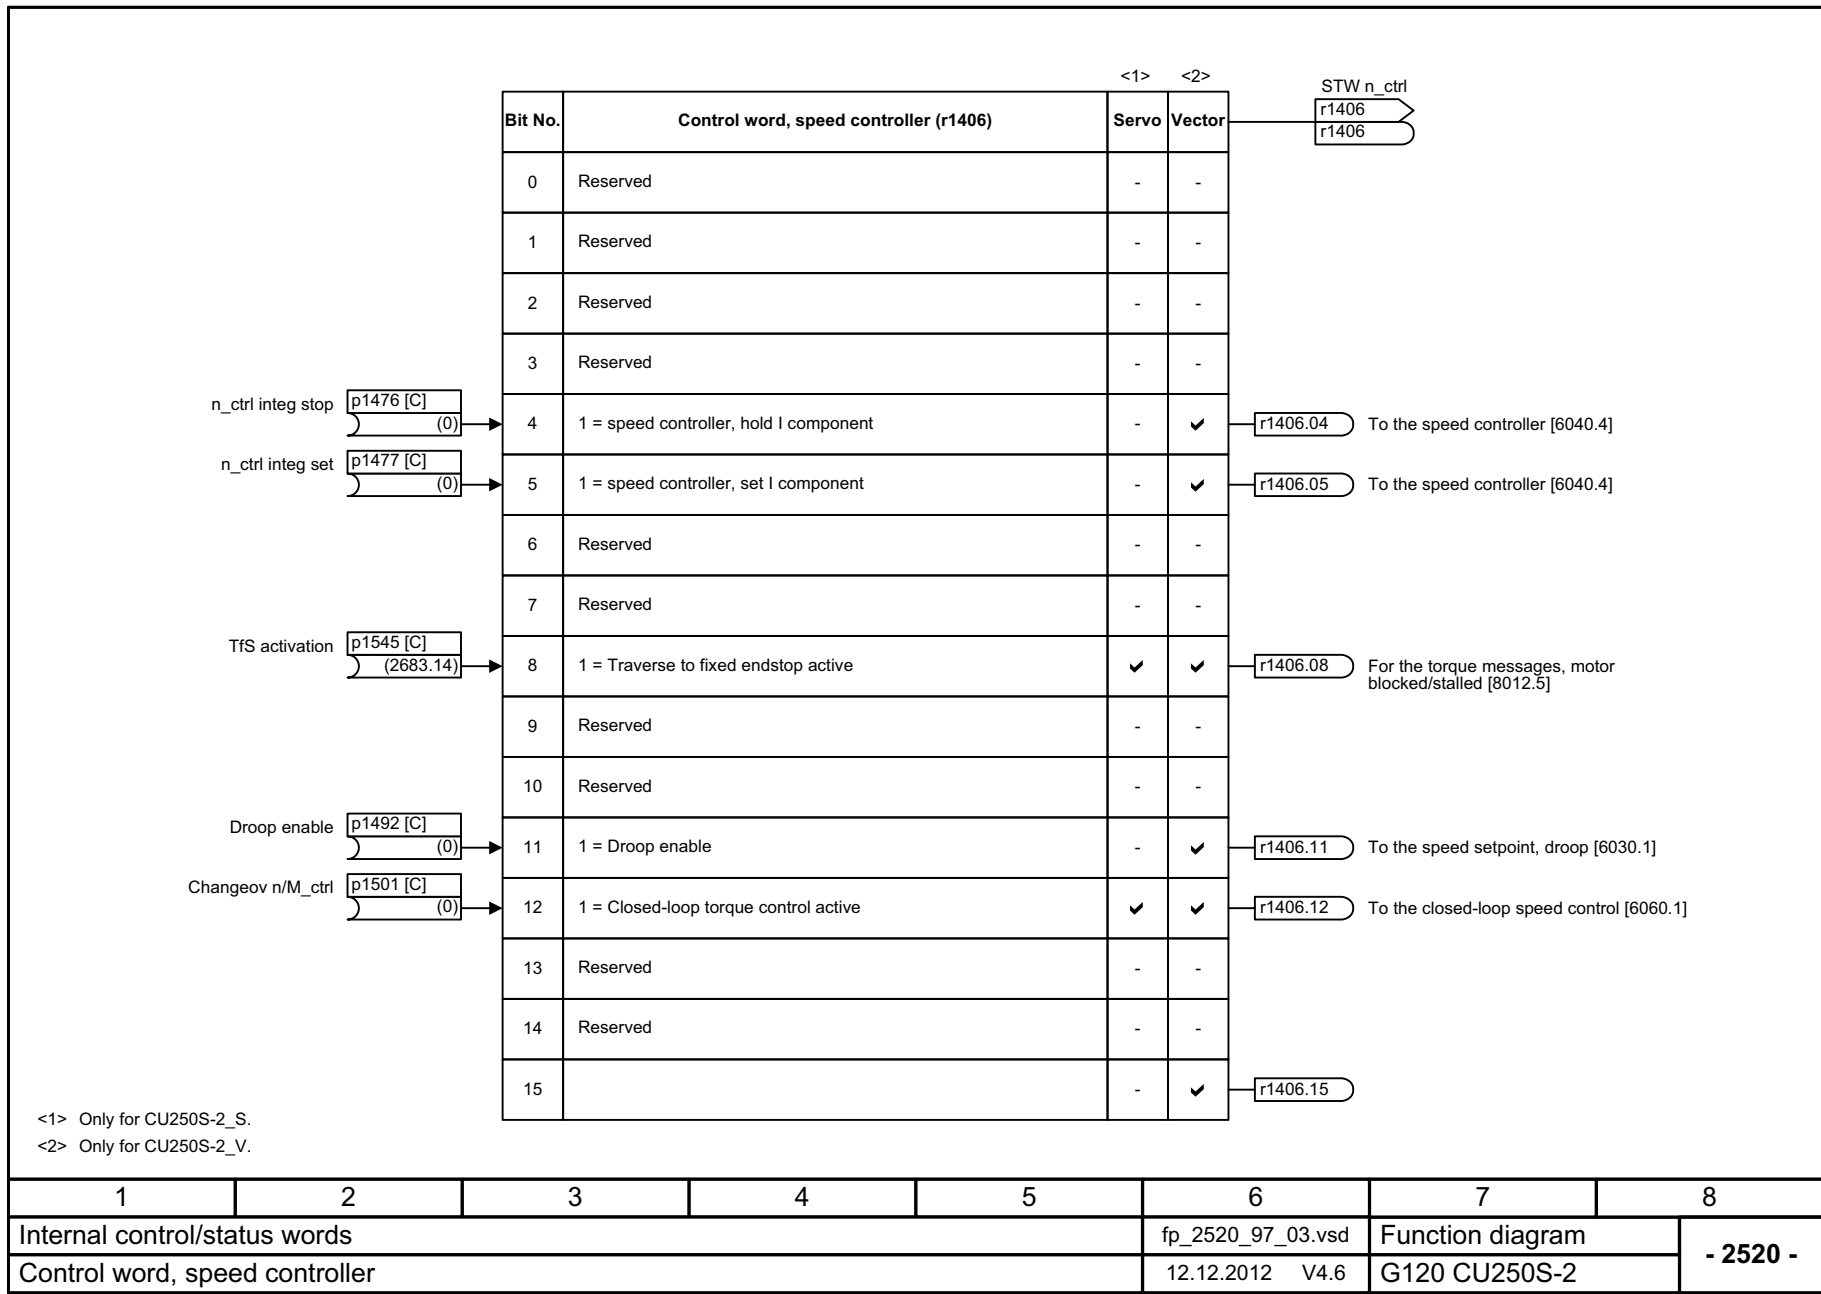 <1> <2>
STW n_ctrl
Bit No. Control word, speed controller (r1406) Servo Vector r1406
r1406
0 Reserved - -
1 Reserved - -
2 Reserved - -
3 Reserved - -
p1476 [C]
n_ctrl integ stop (0) 4 1 = speed controller, hold I component - ✔ r1406.04 To the speed controller [6040.4]
p1477 [C]
n_ctrl integ set (0) 5 1 = speed controller, set I component - ✔ r1406.05 To the speed controller [6040.4]
6 Reserved - -
7 Reserved - -
p1545 [C]
TfS activation (2683.14) 8 1 = Traverse to fixed endstop active ✔ ✔ r1406.08 For the torque messages, motor
blocked/stalled [8012.5]
9 Reserved - -
10 Reserved - -
p1492 [C]
Droop enable (0) 11 1 = Droop enable - ✔ r1406.11 To the speed setpoint, droop [6030.1]
p1501 [C]
Changeov n/M_ctrl (0) 12 1 = Closed-loop torque control active ✔ ✔ r1406.12 To the closed-loop speed control [6060.1]
13 Reserved - -
14 Reserved - -
15 - ✔ r1406.15
<1> Only for CU250S-2_S.
<2> Only for CU250S-2_V.
1 2 3 4 5 6 7 8
Internal control/status words fp_2520_97_03.vsd Function diagram - 2520 -
Control word, speed controller 12.12.2012 V4.6 G120 CU250S-2